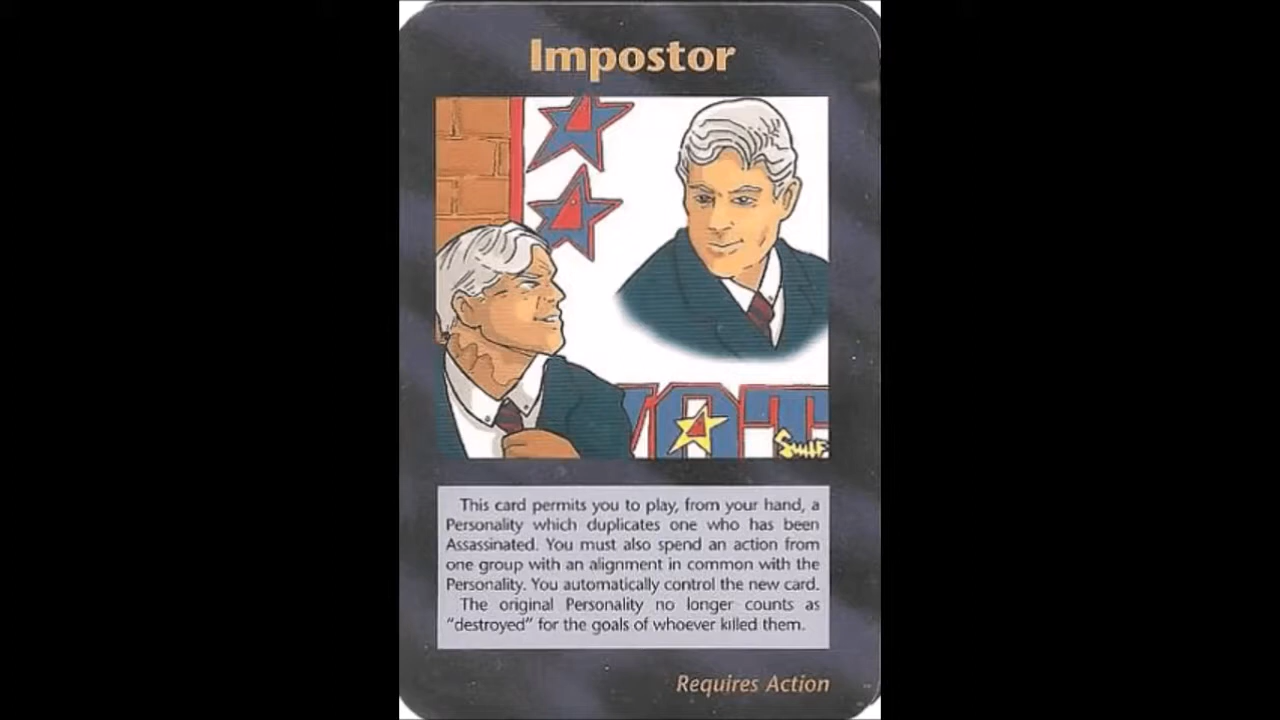 Impostor
VOT
This card permits you to play, from your hand, a
Personality which duplicates one who has been
Assassinated. You must also spend an action from
one group with an alignment in common with the
Personality. You automatically control the new card.
The original Personality no longer counts as
"destroyed" for the goals of whoever killed them.
Requires Action